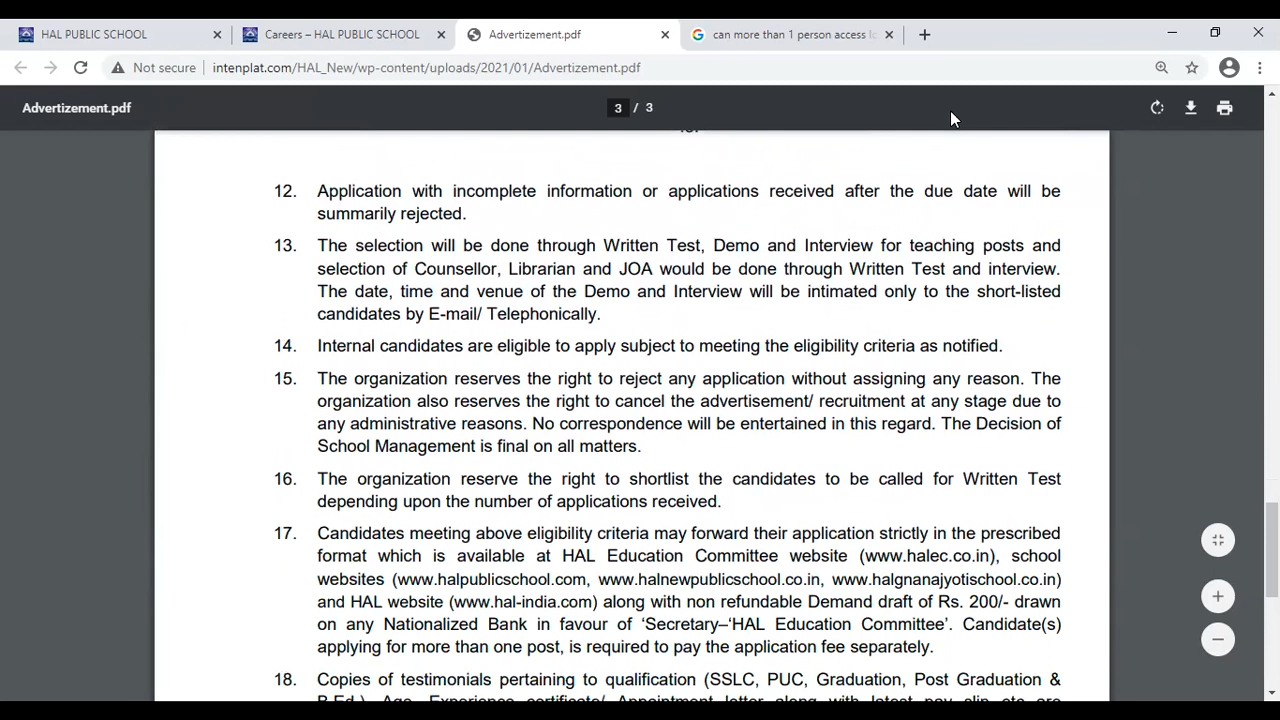 HAL PUBLIC SCHOOL
Careers – HAL PUBLIC SCHOOL
Advertizement.pdf
can more than 1 person access lo
Not secure
intenplat.com/HAL_New/wp-content/uploads/2021/01/Advertizement.pdf
Advertizement.pdf
3 / 3
12. Application with incomplete information or applications received after the due date will be
summarily rejected.
13. The selection will be done through Written Test, Demo and Interview for teaching posts and
selection of Counsellor, Librarian and JOA would be done through Written Test and interview.
The date, time and venue of the Demo and Interview will be intimated only to the short-listed
candidates by E-mail/ Telephonically.
14. Internal candidates are eligible to apply subject to meeting the eligibility criteria as notified.
15. The organization reserves the right to reject any application without assigning any reason. The
organization also reserves the right to cancel the advertisement/ recruitment at any stage due to
any administrative reasons. No correspondence will be entertained in this regard. The Decision of
School Management is final on all matters.
16. The organization reserve the right to shortlist the candidates to be called for Written Test
depending upon the number of applications received.
17. Candidates meeting above eligibility criteria may forward their application strictly in the prescribed
format which is available at HAL Education Committee website (www.halec.co.in), school
websites (www.halpublicschool.com, www.halnewpublicschool.co.in, www.halgnanajyotischool.co.in)
and HAL website (www.hal-india.com) along with non refundable Demand draft of Rs. 200/- drawn
on any Nationalized Bank in favour of ‘Secretary–‘HAL Education Committee’. Candidate(s)
applying for more than one post, is required to pay the application fee separately.
18. Copies of testimonials pertaining to qualification (SSLC, PUC, Graduation, Post Graduation &
B.Ed.), Age, Experience certificate/ Appointment letter along with latest pay slip etc are